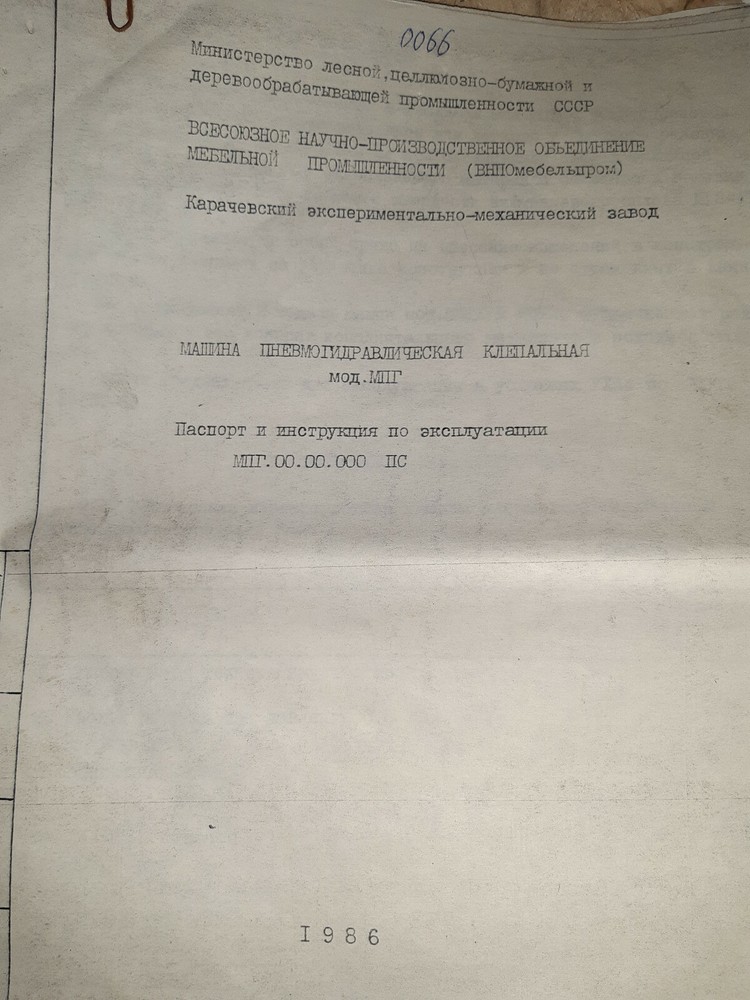 0066
Министерство лесной,целлюлозно-бумажной и
деревообрабатывающей промышленности СССР
ВСЕСОЮЗНОЕ НАУЧНО-ПРОИЗВОДСТВЕННОЕ ОБЪЕДИНЕНИЕ
МЕБЕЛЬНОЙ ПРОМЫШЛЕННОСТИ (ВНПОмебельпром)
Карачевский экспериментально-механический завод
МАШИНА ПНЕВМОГИДРАВЛИЧЕСКАЯ КЛЕПАЛЬНАЯ
мод.МПГ
Паспорт и инструкция по эксплуатации
МПГ.00.00.000 ПС
I986